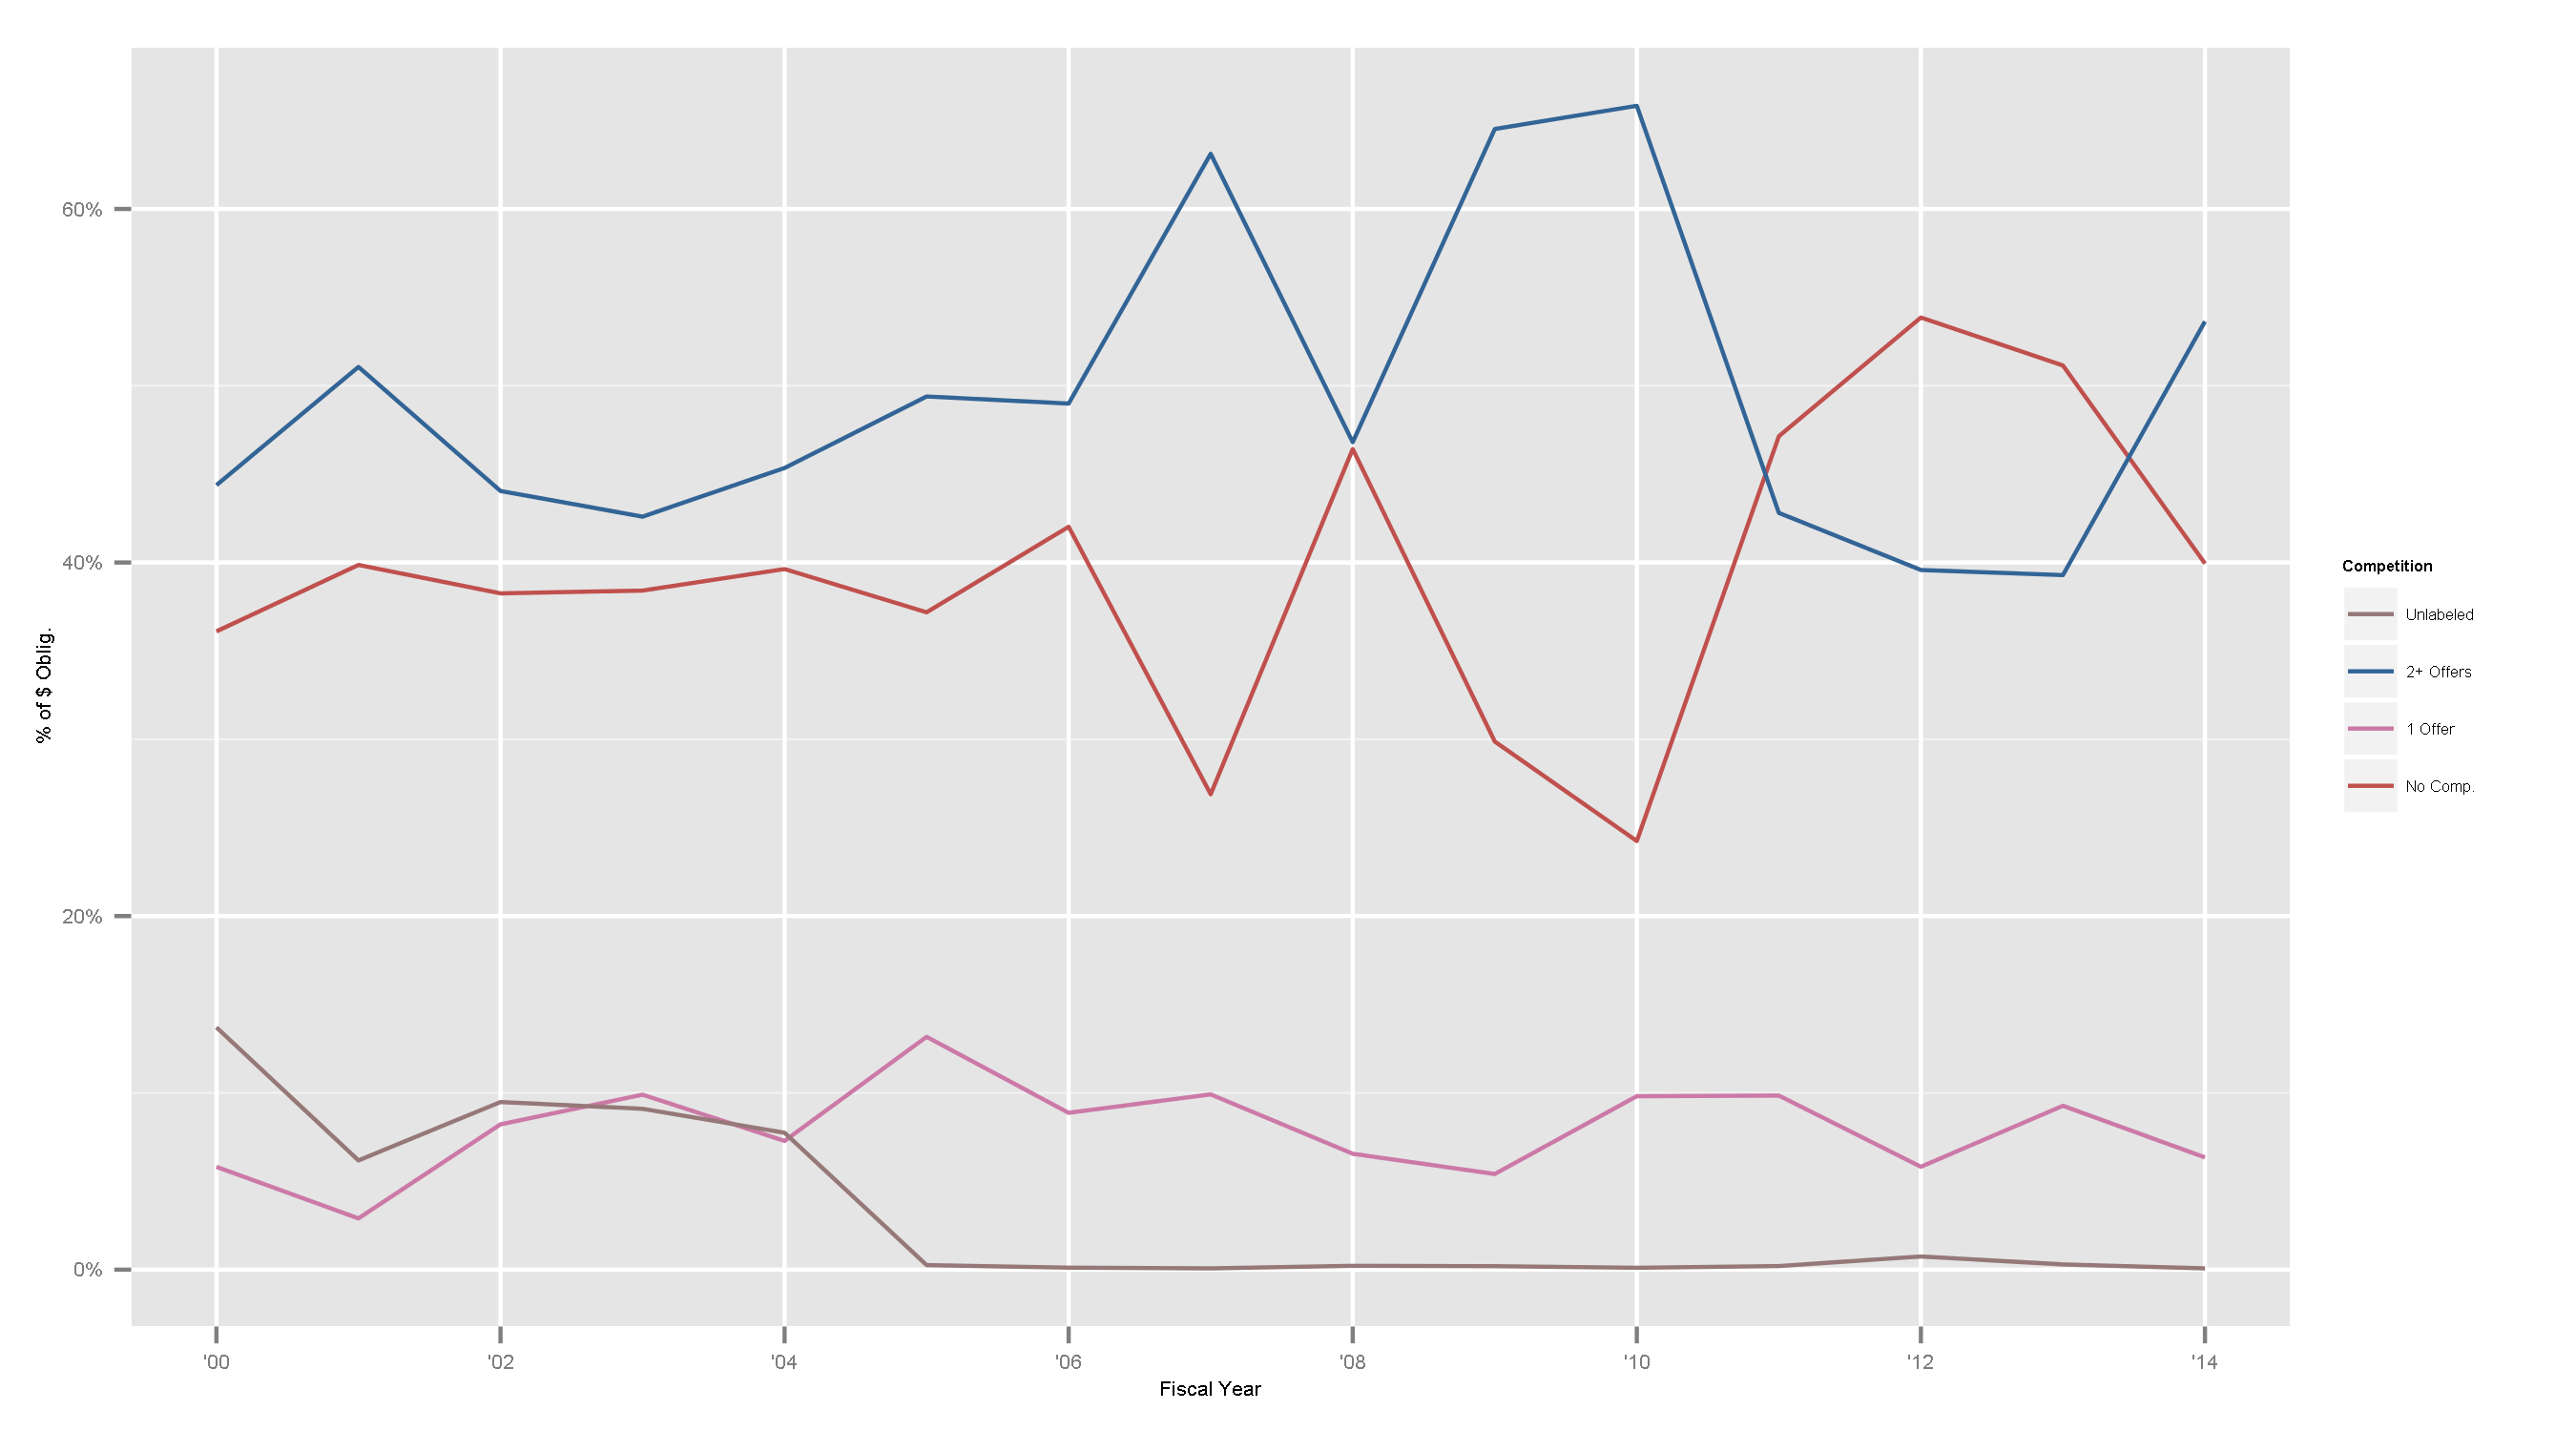 60%
40%
20%
0%
% of $ Oblig.
'00 '02 '04 '06 '08 '10 '12 '14
Fiscal Year
Competition
Unlabeled
2+ Offers
1 Offer
No Comp.